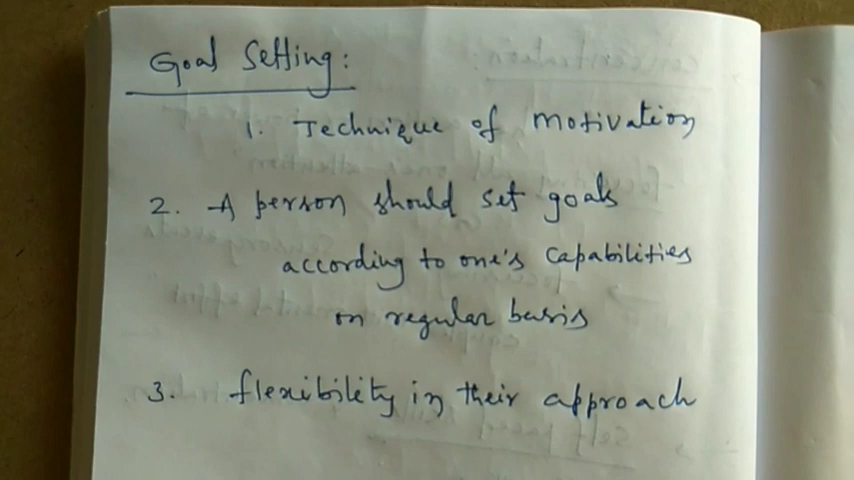 Goal Setting:
1. Technique of motivation
2. A person should set goals
according to one's capabilities
on regular basis
3. flexibility in their approach